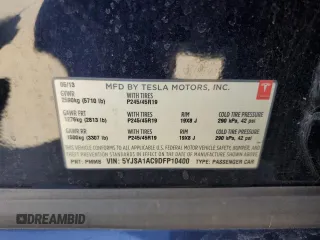 06/13 MFD BY TESLA MOTORS, INC.
GVWR
2590kg (5710 lb) WITH TIRES
P245/45R19
GAWR FRT
1276kg (2813 lb) WITH TIRES
P245/45R19 RIM
19X8 J COLD TIRE PRESSURE
290 kPa, 42 psi
GAWR RR
1500kg (3307 lb) WITH TIRES
P245/45R19 RIM
19X8 J COLD TIRE PRESSURE
290 kPa, 42 psi
THIS VEHICLE CONFORMS TO ALL APPLICABLE U.S. FEDERAL MOTOR VEHICLE
SAFETY, BUMPER, AND THEFT PREVENTION STANDARDS IN EFFECT ON THE
DATE OF MANUFACTURE SHOWN ABOVE.
PNT: PMMB VIN: 5YJSA1AC9DFP10400 TYPE: PASSENGER CAR
DREAMBID